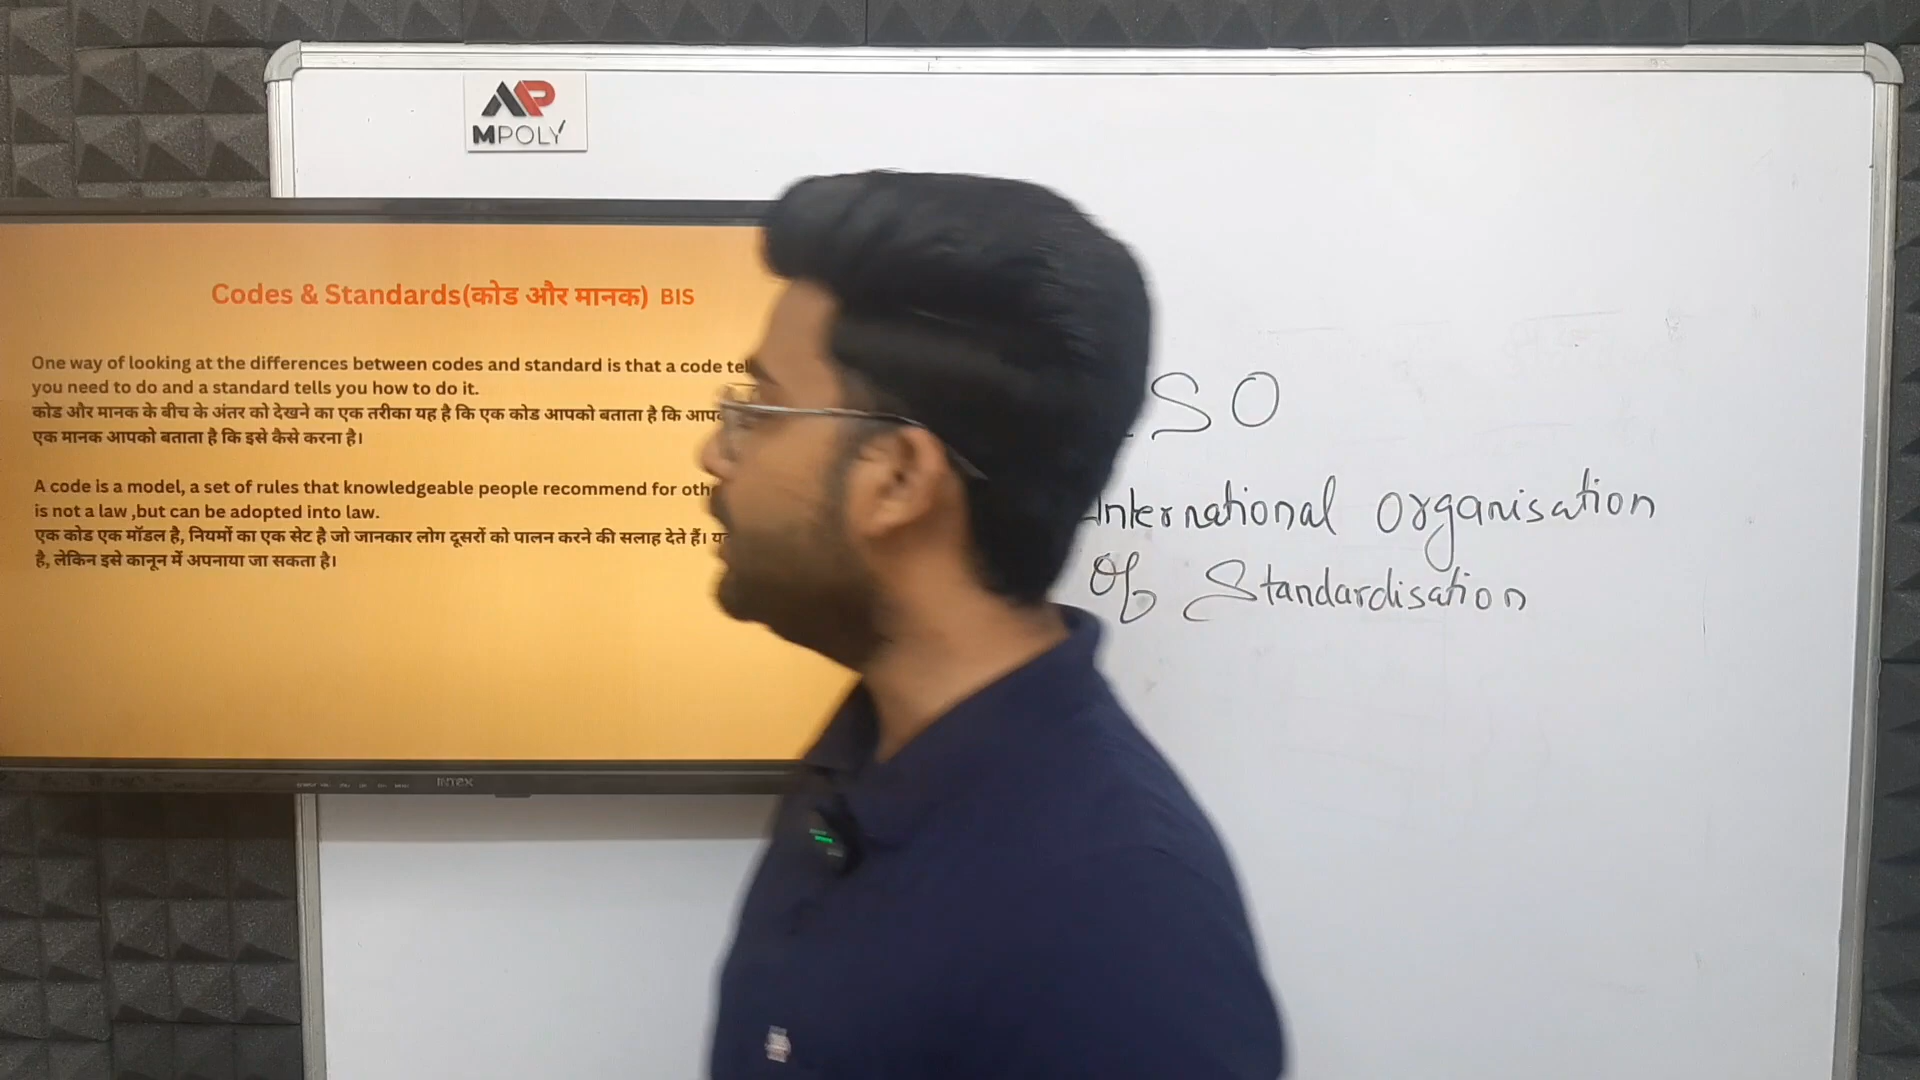 AP
MPOLY
Codes & Standards(कोड और मानक) BIS
One way of looking at the differences between codes and standard is that a code
you need to do and a standard tells you how to do it.
कोड और मानक के बीच के अंतर को देखने का एक तरीका यह है कि एक कोड आपको बताता है कि
एक मानक आपको बताता है कि इसे कैसे करना है।
A code is a model, a set of rules that knowledgeable people recommend for
is not a law ,but can be adopted into law.
एक कोड एक मॉडल है, नियमों का एक सेट है जो जानकार लोग दूसरों को पालन करने की सलाह देते हैं।
है, लेकिन इसे कानून में अपनाया जा सकता है।
INTEX
SO
International Organisation
Of Standardisation